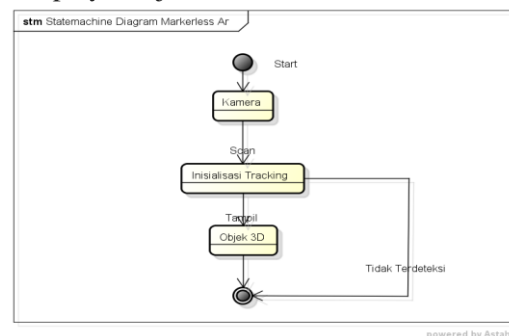 stm Statemachine Diagram Markerless Ar
Start
Kamera
Scan
Inisialisasi Tracking
Tampil
Objek 3D
Tidak Terdeteksi
powered by Astah